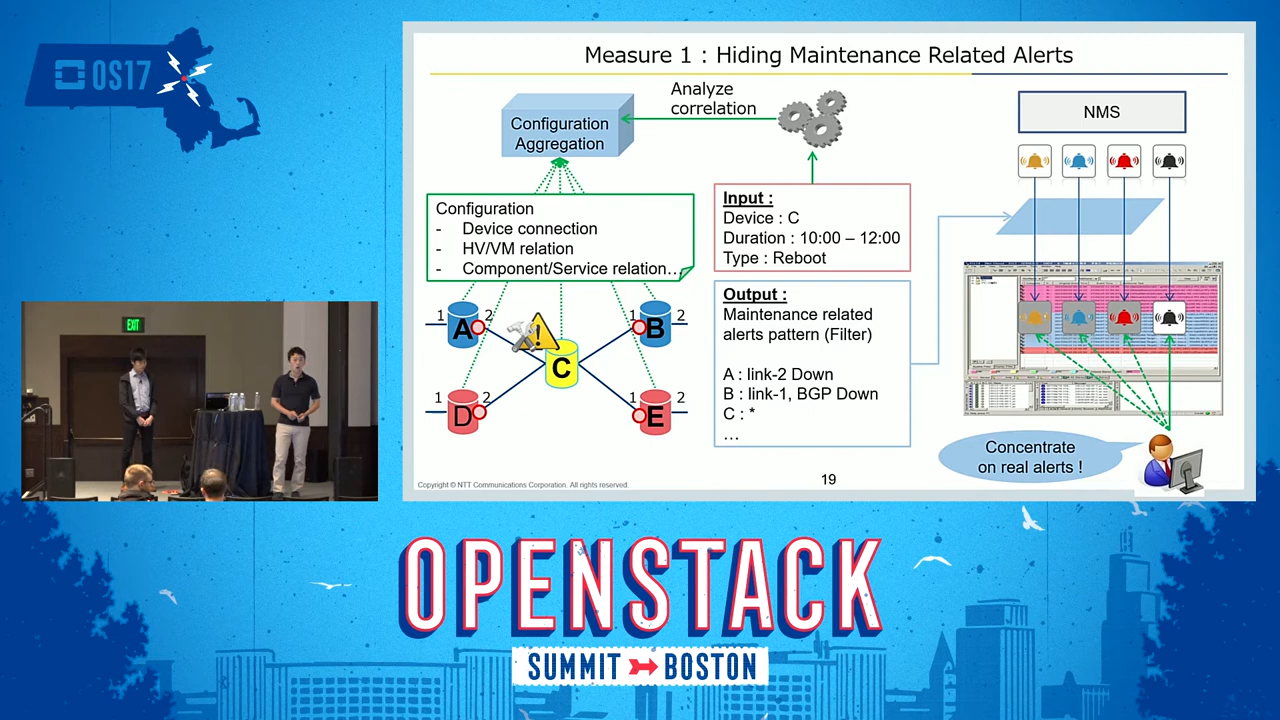 OS17
EXIT
Measure 1 : Hiding Maintenance Related Alerts
Configuration
Aggregation
Analyze
correlation
NMS
Configuration
- Device connection
- HV/VM relation
- Component/Service relation...
Input :
Device : C
Duration : 10:00 – 12:00
Type : Reboot
Output :
Maintenance related
alerts pattern (Filter)
A : link-2 Down
B : link-1, BGP Down
C : *
...
1 A 2
1 B 2
C
1 D 2
1 E 2
Concentrate
on real alerts !
Copyright © NTT Communications Corporation. All rights reserved.
19
OPENSTACK
SUMMIT BOSTON